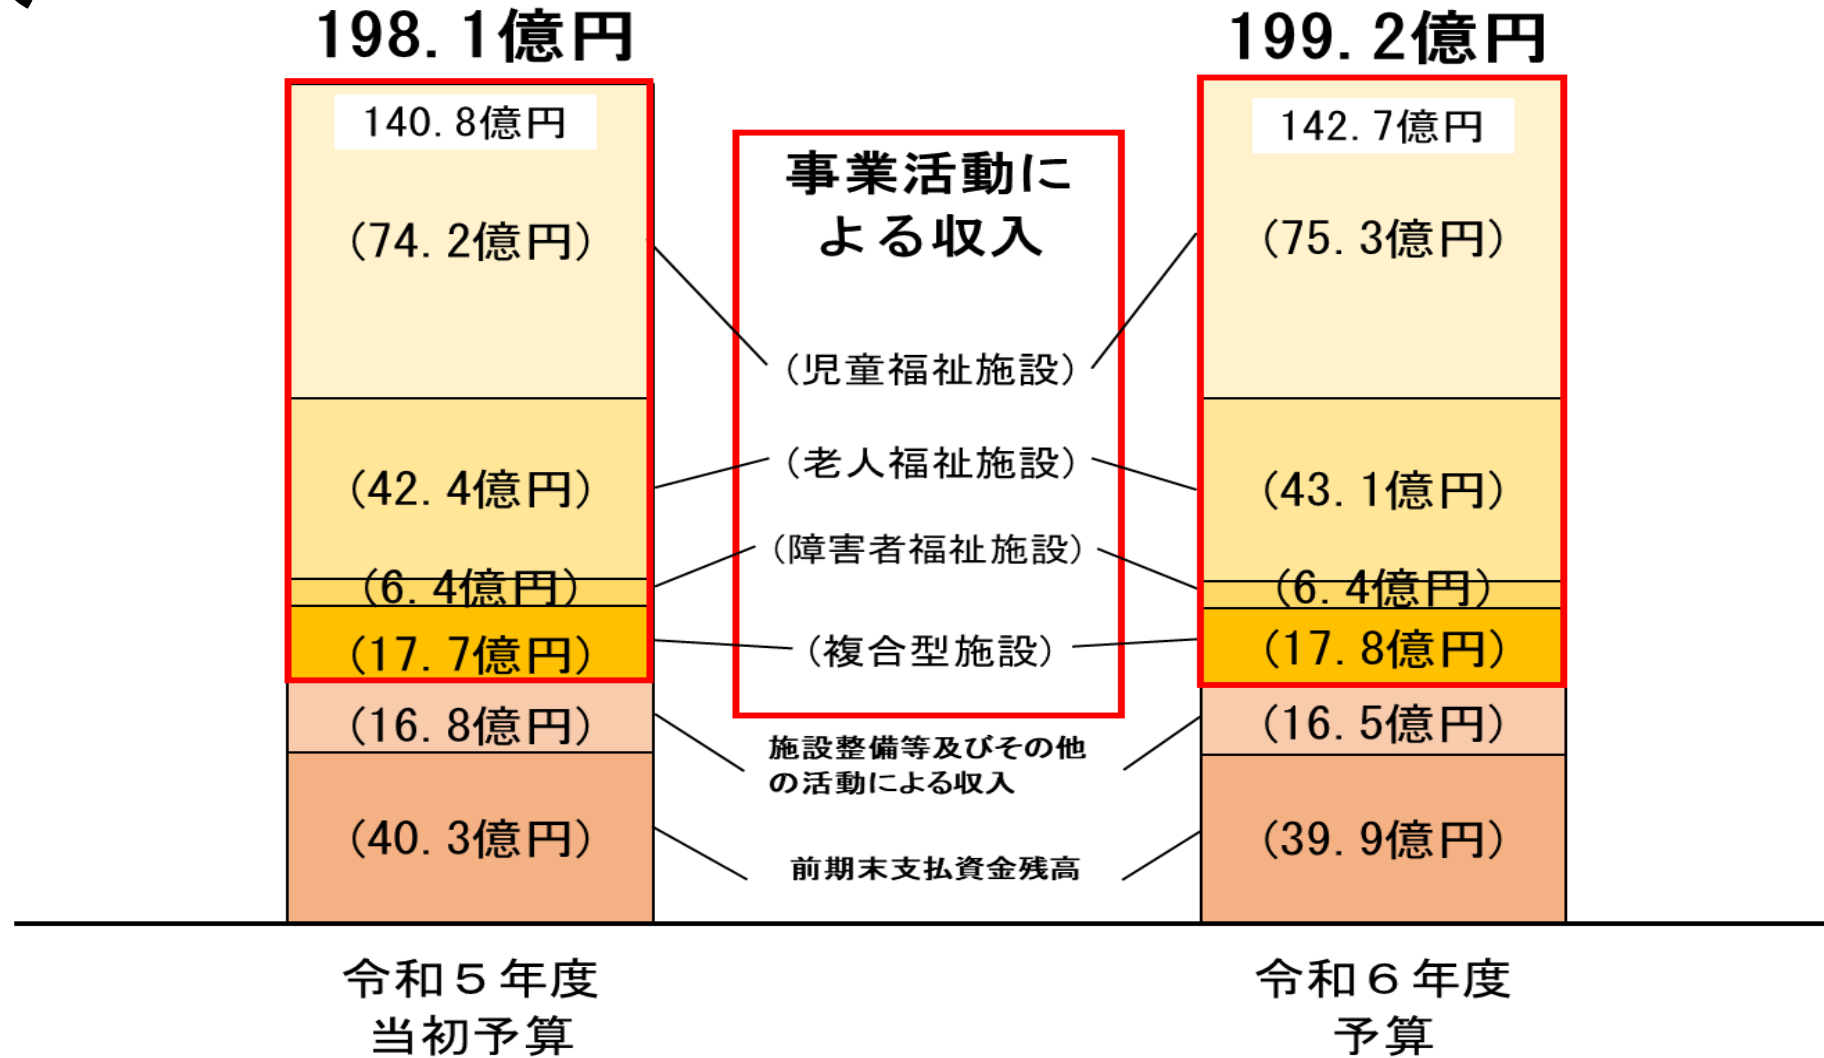 198.1億円
140.8億円
(74.2億円)
(42.4億円)
(6.4億円)
(17.7億円)
(16.8億円)
(40.3億円)
令和５年度
当初予算
事業活動に
よる収入
(児童福祉施設)
(老人福祉施設)
(障害者福祉施設)
(複合型施設)
施設整備等及びその他
の活動による収入
前期末支払資金残高
199.2億円
142.7億円
(75.3億円)
(43.1億円)
(6.4億円)
(17.8億円)
(16.5億円)
(39.9億円)
令和６年度
予算